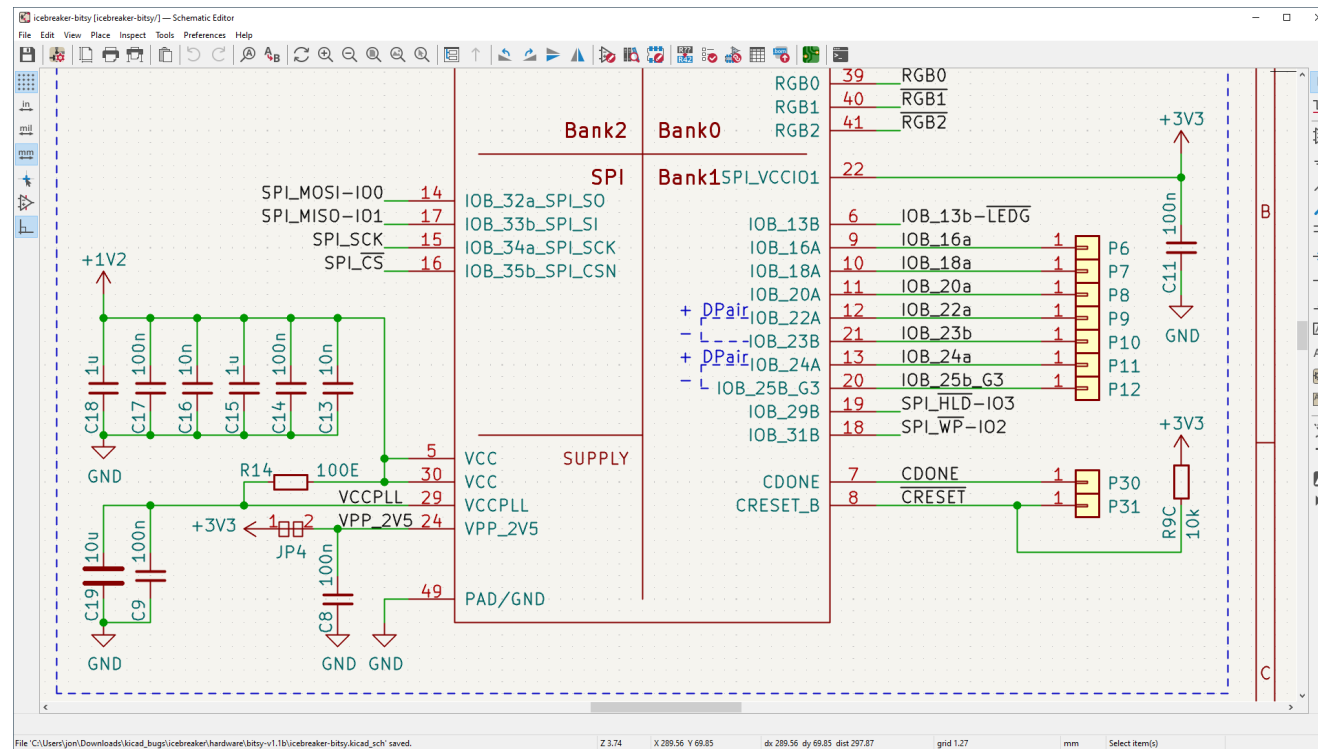 icebreaker-bitsy [icebreaker-bitsy/] — Schematic Editor
File Edit View Place Inspect Tools Preferences Help
in
mil
mm
RGB0 39 RGB0
RGB1 40 RGB1
RGB2 41 RGB2
Bank2 Bank0
+3V3
SPI Bank1 SPI_VCCIO1 22
SPI_MOSI-IO0 14 IOB_32a_SPI_SO
SPI_MISO-IO1 17 IOB_33b_SPI_SI
SPI_SCK 15 IOB_34a_SPI_SCK
SPI_CS 16 IOB_35b_SPI_CSN
IOB_13B 6 IOB_13b-LEDG
IOB_16A 9 IOB_16a 1 P6
IOB_18A 10 IOB_18a 1 P7
IOB_20A 11 IOB_20a 1 P8
+ DPair IOB_22A 12 IOB_22a 1 P9
- IOB_23B 21 IOB_23b 1 P10
+ DPair IOB_24A 13 IOB_24a 1 P11
- IOB_25B_G3 20 IOB_25b_G3 1 P12
IOB_29B 19 SPI_HLD-IO3
IOB_31B 18 SPI_WP-IO2
C11 100n
GND
B
+1V2
C18 1u
C17 100n
C16 10n
C15 1u
C14 100n
C13 10n
GND
5 VCC
SUPPLY
R14 100E 30 VCC
VCCPLL 29 VCCPLL
+3V3 1 2 VPP_2V5 24 VPP_2V5
JP4
CDONE 7 CDONE 1 P30
CRESET_B 8 CRESET 1 P31
+3V3
R9C 10k
C19 10u
C9 100n
C8 100n
49 PAD/GND
GND
GND GND
C
File 'C:\Users\jon\Downloads\kicad_bugs\icebreaker\hardware\bitsy-v1.1b\icebreaker-bitsy.kicad_sch' saved.
Z 3.74 X 289.56 Y 69.85 dx 289.56 dy 69.85 dist 297.87 grid 1.27 mm Select item(s)